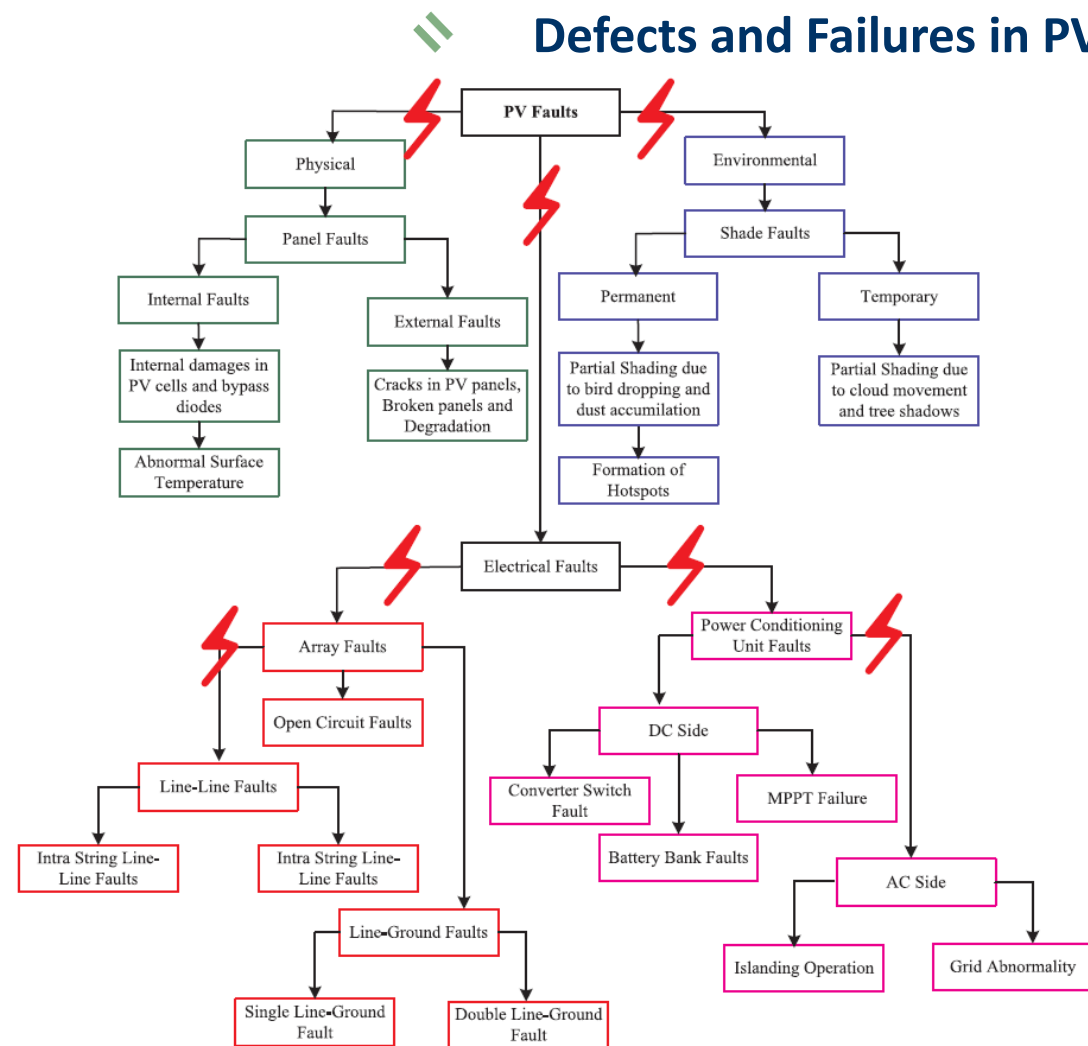 Defects and Failures in PV
PV Faults
Physical
Environmental
Panel Faults
Shade Faults
Internal Faults
External Faults
Permanent
Temporary
Internal damages in
PV cells and bypass
diodes
Cracks in PV panels,
Broken panels and
Degradation
Partial Shading due
to bird dropping and
dust accumilation
Partial Shading due
to cloud movement
and tree shadows
Abnormal Surface
Temperature
Formation of
Hotspots
Electrical Faults
Array Faults
Power Conditioning
Unit Faults
Open Circuit Faults
DC Side
Line-Line Faults
Converter Switch
Fault
MPPT Failure
Intra String Line-
Line Faults
Intra String Line-
Line Faults
Battery Bank Faults
AC Side
Line-Ground Faults
Islanding Operation
Grid Abnormality
Single Line-Ground
Fault
Double Line-Ground
Fault